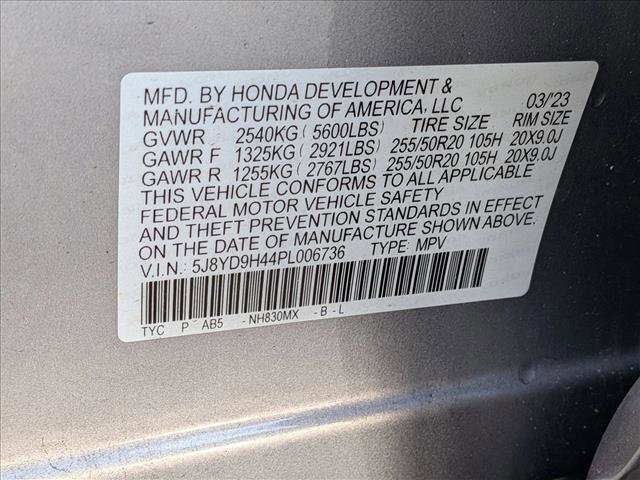 MFD. BY HONDA DEVELOPMENT &
MANUFACTURING OF AMERICA, LLC 03/'23
GVWR 2540KG ( 5600LBS) TIRE SIZE RIM SIZE
GAWR F 1325KG ( 2921LBS) 255/50R20 105H 20X9.0J
GAWR R 1255KG ( 2767LBS) 255/50R20 105H 20X9.0J
THIS VEHICLE CONFORMS TO ALL APPLICABLE
FEDERAL MOTOR VEHICLE SAFETY
AND THEFT PREVENTION STANDARDS IN EFFECT
ON THE DATE OF MANUFACTURE SHOWN ABOVE.
V.I.N.: 5J8YD9H44PL006736 TYPE: MPV
TYC P AB5 -NH830MX -B-L